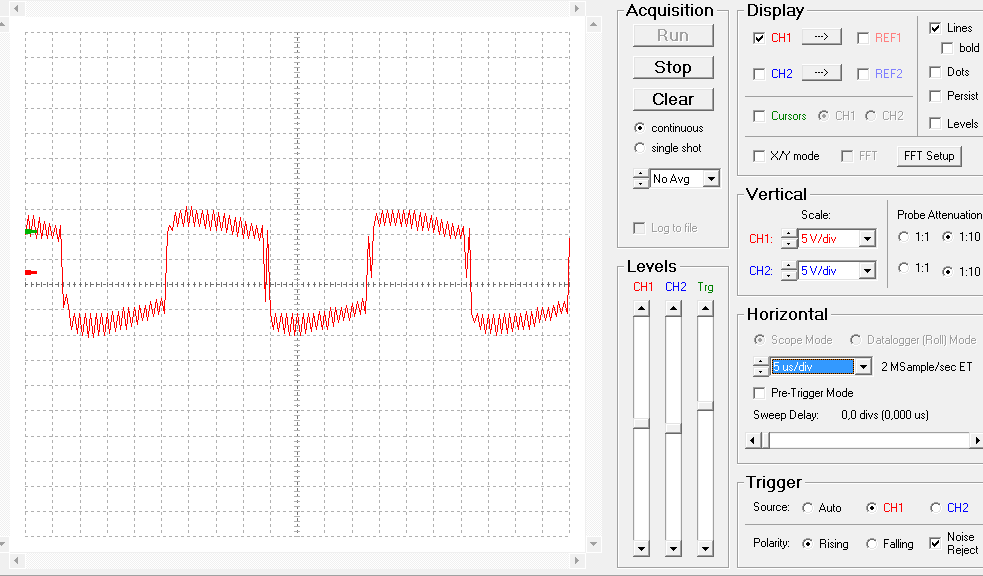 Acquisition
Run
Stop
Clear
continuous
single shot
No Avg
Log to file
Levels
CH1 CH2 Trg
Display
CH1 ---> REF1
CH2 ---> REF2
Cursors CH1 CH2
Lines
bold
Dots
Persist
Levels
X/Y mode FFT FFT Setup
Vertical
Scale: Probe Attenuation
CH1: 5 V/div 1:1 1:10
CH2: 5 V/div 1:1 1:10
Horizontal
Scope Mode Datalogger (Roll) Mode
5 us/div 2 MSample/sec ET
Pre-Trigger Mode
Sweep Delay: 0,0 divs (0,000 us)
Trigger
Source: Auto CH1 CH2
Polarity: Rising Falling Noise
Reject